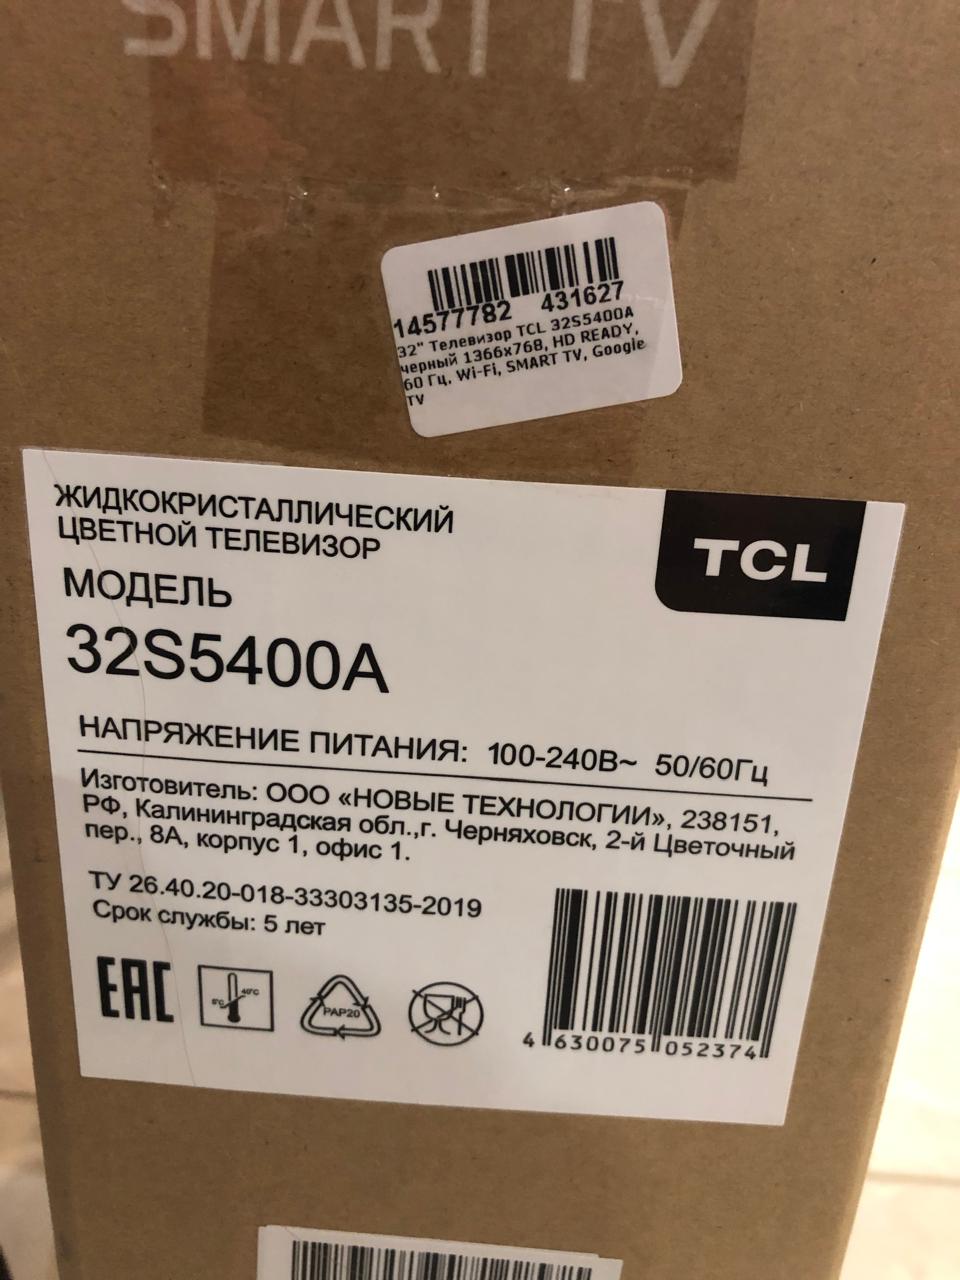 SMART TV
14577782 431627
32" Телевизор TCL 32S5400A
черный 1366x768, HD READY,
60 Гц, Wi-Fi, SMART TV, Google
TV
ЖИДКОКРИСТАЛЛИЧЕСКИЙ
ЦВЕТНОЙ ТЕЛЕВИЗОР
TCL
МОДЕЛЬ
32S5400A
НАПРЯЖЕНИЕ ПИТАНИЯ: 100-240В~ 50/60Гц
Изготовитель: ООО «НОВЫЕ ТЕХНОЛОГИИ», 238151,
РФ, Калининградская обл.,г. Черняховск, 2-й Цветочный
пер., 8А, корпус 1, офис 1.
ТУ 26.40.20-018-33303135-2019
Срок службы: 5 лет
EAC
5°C 40°C
PAP20
4 630075 052374